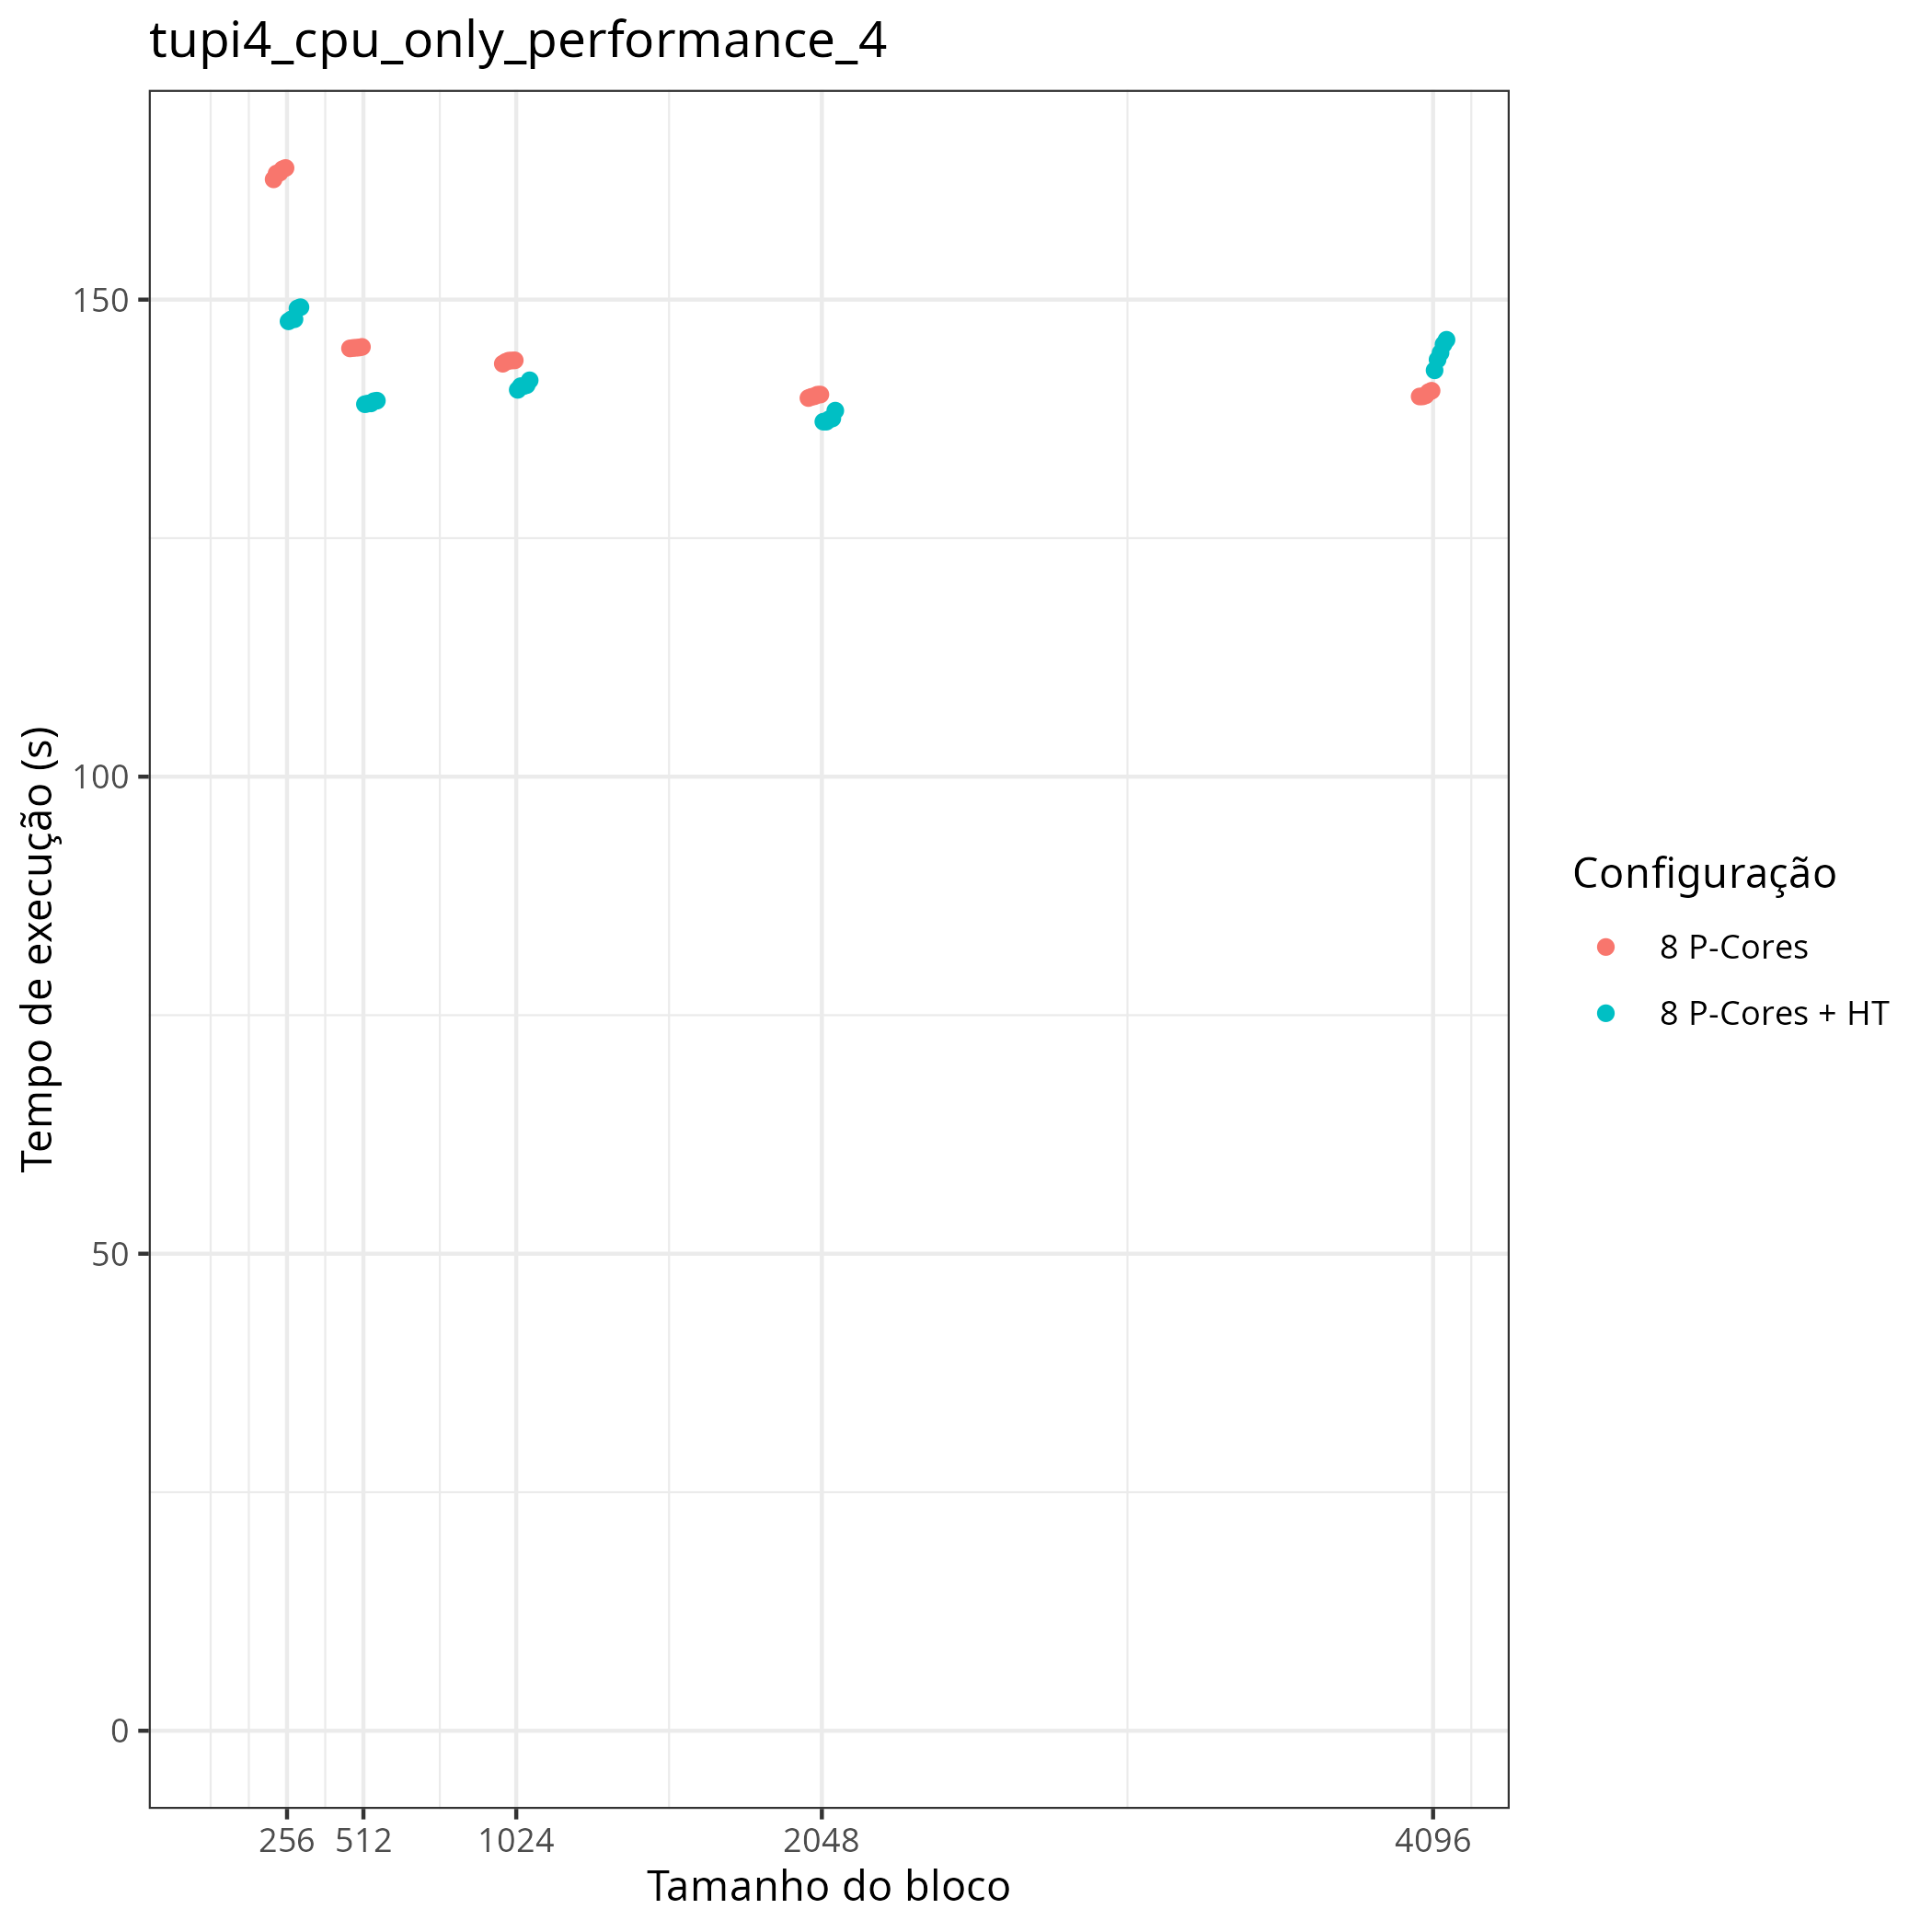 tupi4_cpu_only_performance_4
Tempo de execução (s)
150
100
50
0
256 512 1024 2048 4096
Tamanho do bloco
Configuração
8 P-Cores
8 P-Cores + HT